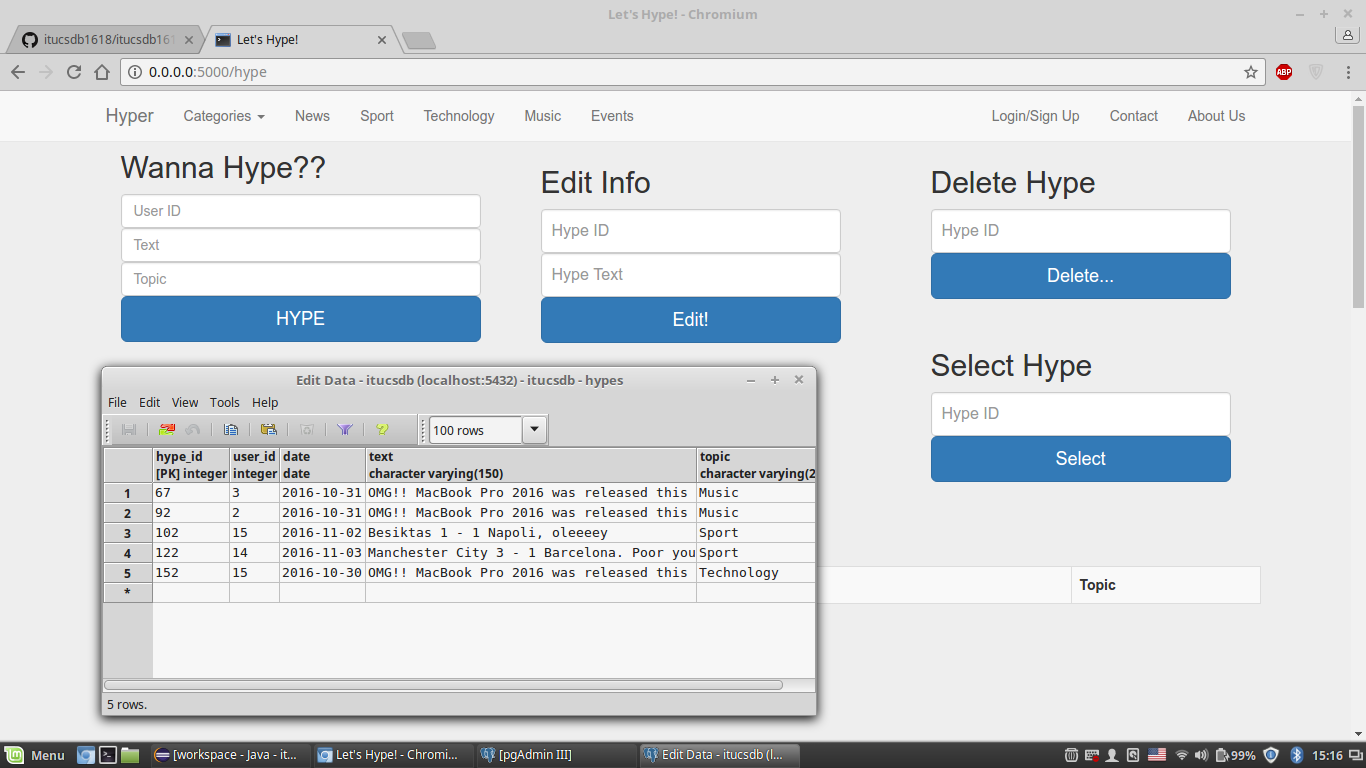 Let's Hype! - Chromium
itucsdb1618/itucsdb161
Let's Hype!
0.0.0.0:5000/hype
ABP
Hyper Categories News Sport Technology Music Events Login/Sign Up Contact About Us
Wanna Hype??
User ID
Text
Topic
HYPE
Edit Info
Hype ID
Hype Text
Edit!
Delete Hype
Hype ID
Delete...
Select Hype
Hype ID
Select
Topic
Edit Data - itucsdb (localhost:5432) - itucsdb - hypes
File Edit View Tools Help
100 rows
hype_id user_id date text topic
[PK] integer integer date character varying(150) character varying(2
1 67 3 2016-10-31 OMG!! MacBook Pro 2016 was released this Music
2 92 2 2016-10-31 OMG!! MacBook Pro 2016 was released this Music
3 102 15 2016-11-02 Besiktas 1 - 1 Napoli, oleeeey Sport
4 122 14 2016-11-03 Manchester City 3 - 1 Barcelona. Poor you Sport
5 152 15 2016-10-30 OMG!! MacBook Pro 2016 was released this Technology
*
5 rows.
Menu [workspace - Java - it... Let's Hype! - Chromi... [pgAdmin III] Edit Data - itucsdb (l... 99% 15:16